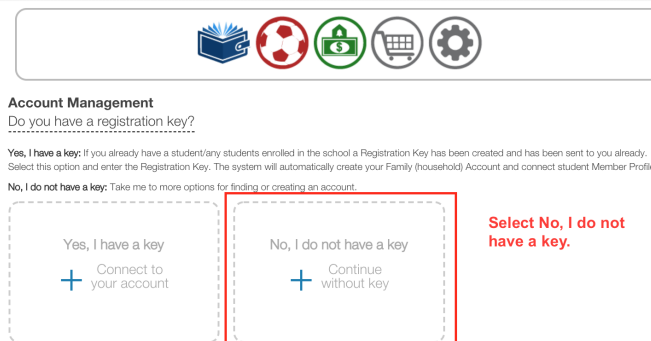 Account Management
Do you have a registration key?
Yes, I have a key: If you already have a student/any students enrolled in the school a Registration Key has been created and has been sent to you already.
Select this option and enter the Registration Key. The system will automatically create your Family (household) Account and connect student Member
No, I do not have a key: Take me to more options for finding or creating an account.
Yes, I have a key
Connect to
your account
No, I do not have a key
Continue
without key
Select No, I do not
have a key.